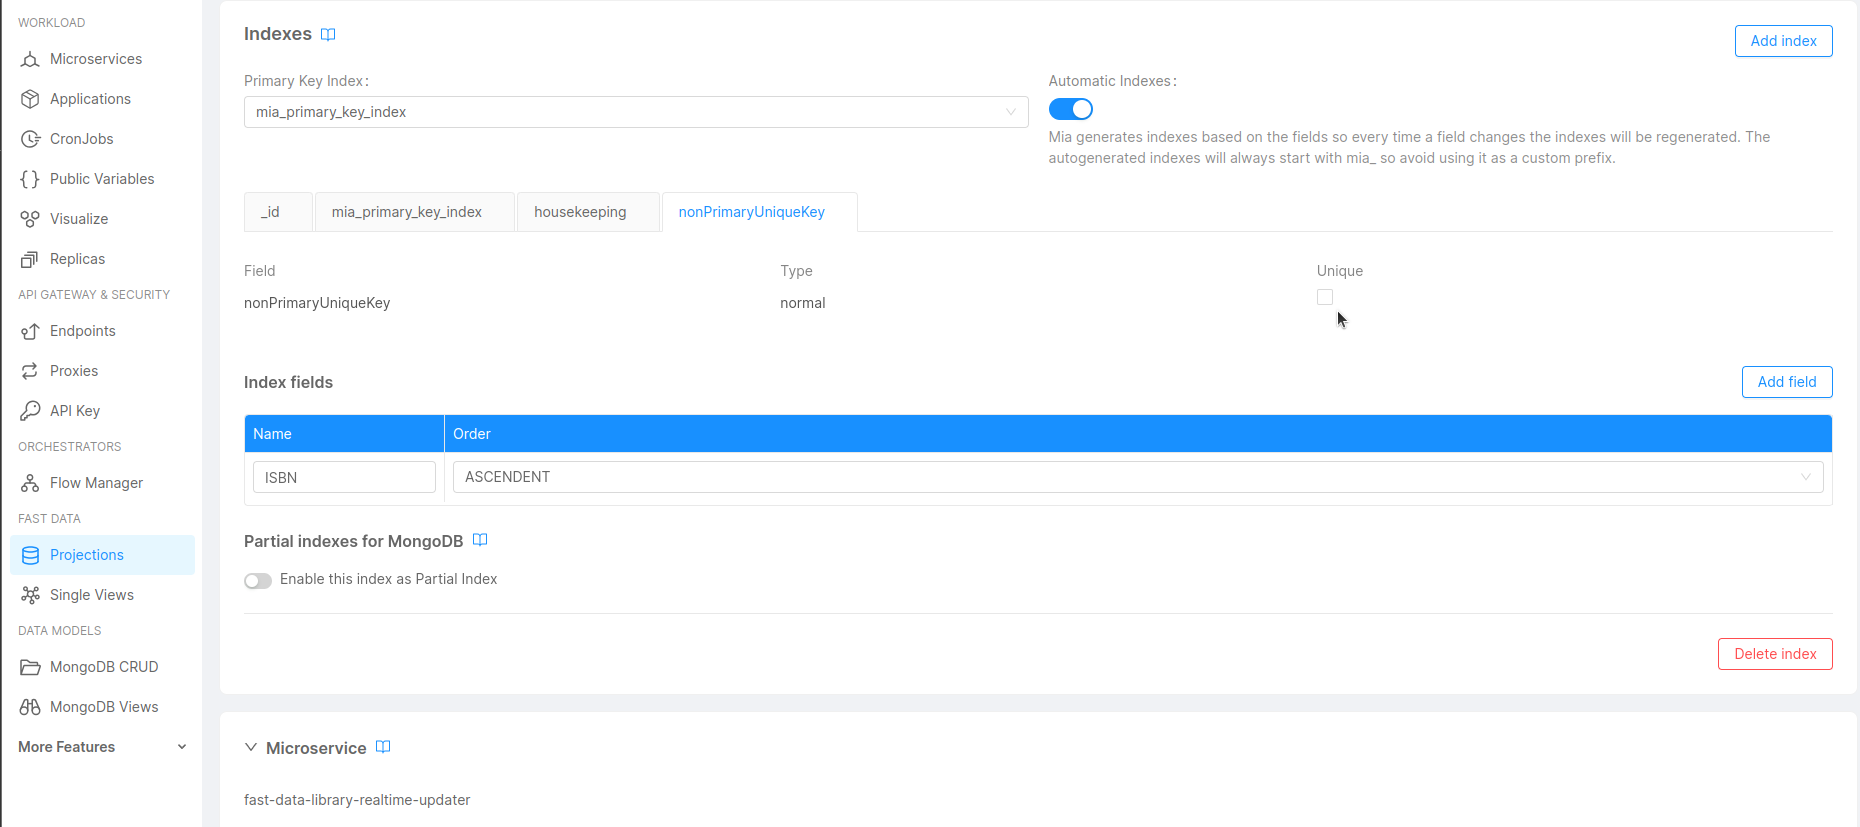 WORKLOAD
Microservices
Applications
CronJobs
Public Variables
Visualize
Replicas
API GATEWAY & SECURITY
Endpoints
Proxies
API Key
ORCHESTRATORS
Flow Manager
FAST DATA
Projections
Single Views
DATA MODELS
MongoDB CRUD
MongoDB Views
More Features
Indexes
Add index
Primary Key Index:
mia_primary_key_index
Automatic Indexes:
Mia generates indexes based on the fields so every time a field changes the indexes will be regenerated. The
autogenerated indexes will always start with mia_ so avoid using it as a custom prefix.
_id mia_primary_key_index housekeeping nonPrimaryUniqueKey
Field Type Unique
nonPrimaryUniqueKey normal
Index fields
Add field
Name Order
ISBN ASCENDENT
Partial indexes for MongoDB
Enable this index as Partial Index
Delete index
Microservice
fast-data-library-realtime-updater